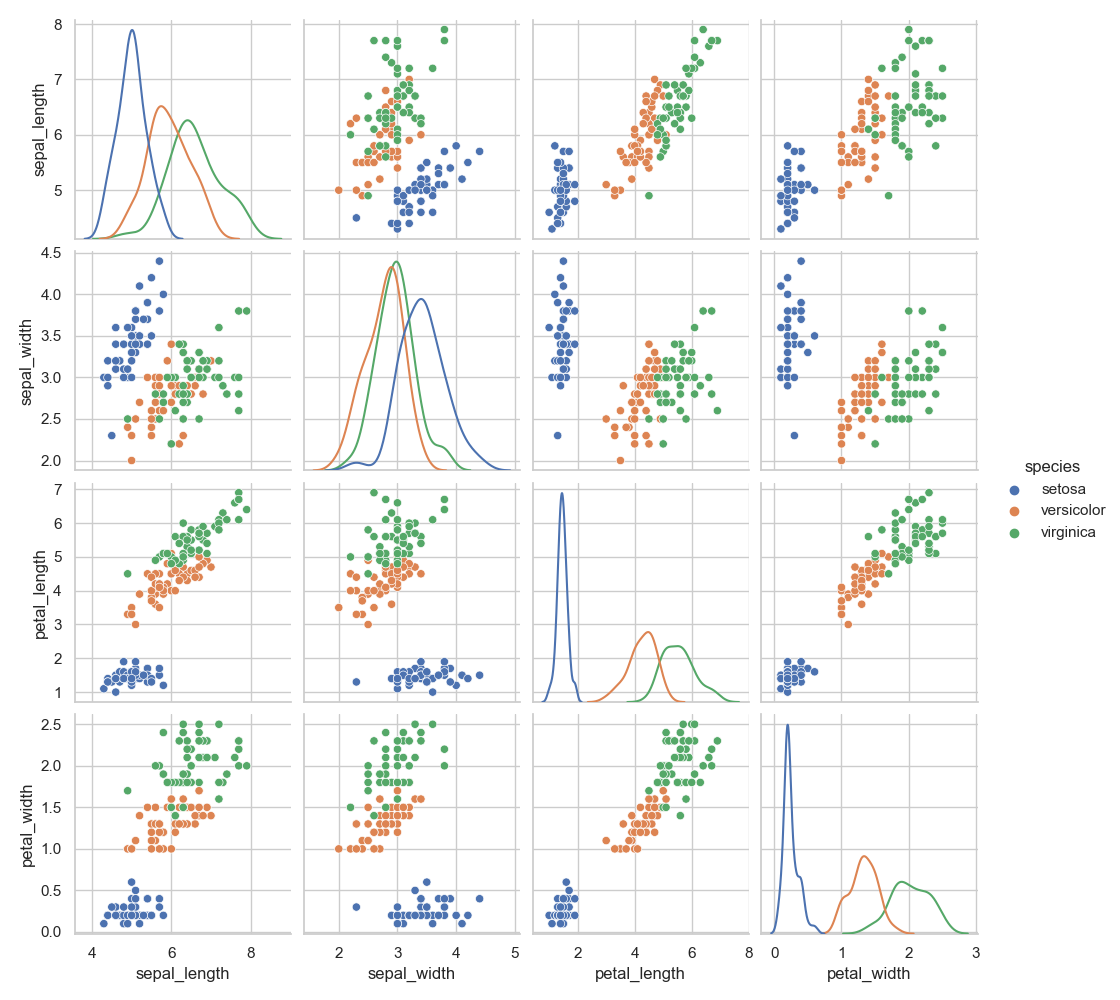 8
7
6
5
sepal_length
4.5
4.0
3.5
3.0
2.5
2.0
sepal_width
7
6
5
4
3
2
1
petal_length
2.5
2.0
1.5
1.0
0.5
0.0
petal_width
4 6 8
sepal_length
2 3 4 5
sepal_width
2 4 6 8
petal_length
0 1 2 3
petal_width
species
setosa
versicolor
virginica